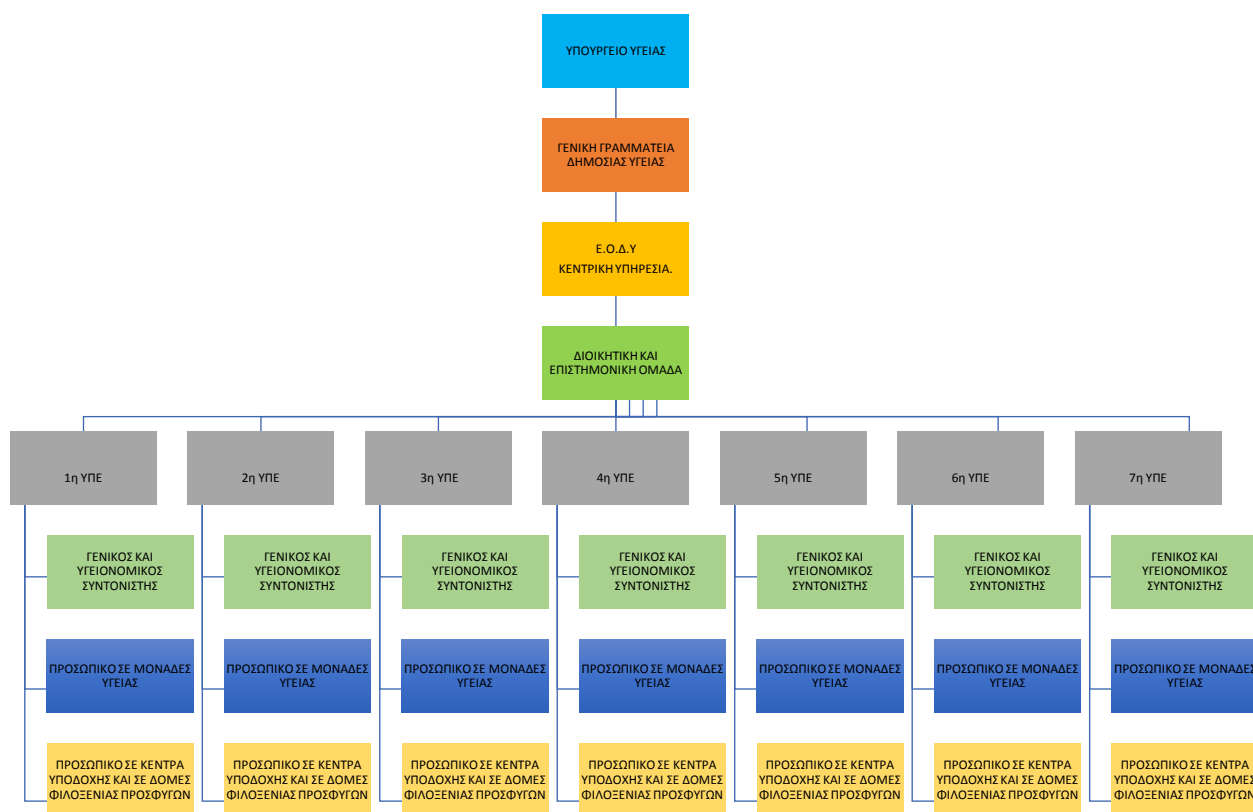 ΥΠΟΥΡΓΕΙΟ ΥΓΕΙΑΣ
ΓΕΝΙΚΗ ΓΡΑΜΜΑΤΕΙΑ
ΔΗΜΟΣΙΑΣ ΥΓΕΙΑΣ
Ε.Ο.Δ.Υ
ΚΕΝΤΡΙΚΗ ΥΠΗΡΕΣΙΑ.
ΔΙΟΙΚΗΤΙΚΗ ΚΑΙ
ΕΠΙΣΤΗΜΟΝΙΚΗ ΟΜΑΔΑ
1η ΥΠΕ
ΓΕΝΙΚΟΣ ΚΑΙ
ΥΓΕΙΟΝΟΜΙΚΟΣ
ΣΥΝΤΟΝΙΣΤΗΣ
ΠΡΟΣΩΠΙΚΟ ΣΕ ΜΟΝΑΔΕΣ
ΥΓΕΙΑΣ
ΠΡΟΣΩΠΙΚΟ ΣΕ ΚΕΝΤΡΑ
ΥΠΟΔΟΧΗΣ ΚΑΙ ΣΕ ΔΟΜΕΣ
ΦΙΛΟΞΕΝΙΑΣ ΠΡΟΣΦΥΓΩΝ
2η ΥΠΕ
ΓΕΝΙΚΟΣ ΚΑΙ
ΥΓΕΙΟΝΟΜΙΚΟΣ
ΣΥΝΤΟΝΙΣΤΗΣ
ΠΡΟΣΩΠΙΚΟ ΣΕ ΜΟΝΑΔΕΣ
ΥΓΕΙΑΣ
ΠΡΟΣΩΠΙΚΟ ΣΕ ΚΕΝΤΡΑ
ΥΠΟΔΟΧΗΣ ΚΑΙ ΣΕ ΔΟΜΕΣ
ΦΙΛΟΞΕΝΙΑΣ ΠΡΟΣΦΥΓΩΝ
3η ΥΠΕ
ΓΕΝΙΚΟΣ ΚΑΙ
ΥΓΕΙΟΝΟΜΙΚΟΣ
ΣΥΝΤΟΝΙΣΤΗΣ
ΠΡΟΣΩΠΙΚΟ ΣΕ ΜΟΝΑΔΕΣ
ΥΓΕΙΑΣ
ΠΡΟΣΩΠΙΚΟ ΣΕ ΚΕΝΤΡΑ
ΥΠΟΔΟΧΗΣ ΚΑΙ ΣΕ ΔΟΜΕΣ
ΦΙΛΟΞΕΝΙΑΣ ΠΡΟΣΦΥΓΩΝ
4η ΥΠΕ
ΓΕΝΙΚΟΣ ΚΑΙ
ΥΓΕΙΟΝΟΜΙΚΟΣ
ΣΥΝΤΟΝΙΣΤΗΣ
ΠΡΟΣΩΠΙΚΟ ΣΕ ΜΟΝΑΔΕΣ
ΥΓΕΙΑΣ
ΠΡΟΣΩΠΙΚΟ ΣΕ ΚΕΝΤΡΑ
ΥΠΟΔΟΧΗΣ ΚΑΙ ΣΕ ΔΟΜΕΣ
ΦΙΛΟΞΕΝΙΑΣ ΠΡΟΣΦΥΓΩΝ
5η ΥΠΕ
ΓΕΝΙΚΟΣ ΚΑΙ
ΥΓΕΙΟΝΟΜΙΚΟΣ
ΣΥΝΤΟΝΙΣΤΗΣ
ΠΡΟΣΩΠΙΚΟ ΣΕ ΜΟΝΑΔΕΣ
ΥΓΕΙΑΣ
ΠΡΟΣΩΠΙΚΟ ΣΕ ΚΕΝΤΡΑ
ΥΠΟΔΟΧΗΣ ΚΑΙ ΣΕ ΔΟΜΕΣ
ΦΙΛΟΞΕΝΙΑΣ ΠΡΟΣΦΥΓΩΝ
6η ΥΠΕ
ΓΕΝΙΚΟΣ ΚΑΙ
ΥΓΕΙΟΝΟΜΙΚΟΣ
ΣΥΝΤΟΝΙΣΤΗΣ
ΠΡΟΣΩΠΙΚΟ ΣΕ ΜΟΝΑΔΕΣ
ΥΓΕΙΑΣ
ΠΡΟΣΩΠΙΚΟ ΣΕ ΚΕΝΤΡΑ
ΥΠΟΔΟΧΗΣ ΚΑΙ ΣΕ ΔΟΜΕΣ
ΦΙΛΟΞΕΝΙΑΣ ΠΡΟΣΦΥΓΩΝ
7η ΥΠΕ
ΓΕΝΙΚΟΣ ΚΑΙ
ΥΓΕΙΟΝΟΜΙΚΟΣ
ΣΥΝΤΟΝΙΣΤΗΣ
ΠΡΟΣΩΠΙΚΟ ΣΕ ΜΟΝΑΔΕΣ
ΥΓΕΙΑΣ
ΠΡΟΣΩΠΙΚΟ ΣΕ ΚΕΝΤΡΑ
ΥΠΟΔΟΧΗΣ ΚΑΙ ΣΕ ΔΟΜΕΣ
ΦΙΛΟΞΕΝΙΑΣ ΠΡΟΣΦΥΓΩΝ